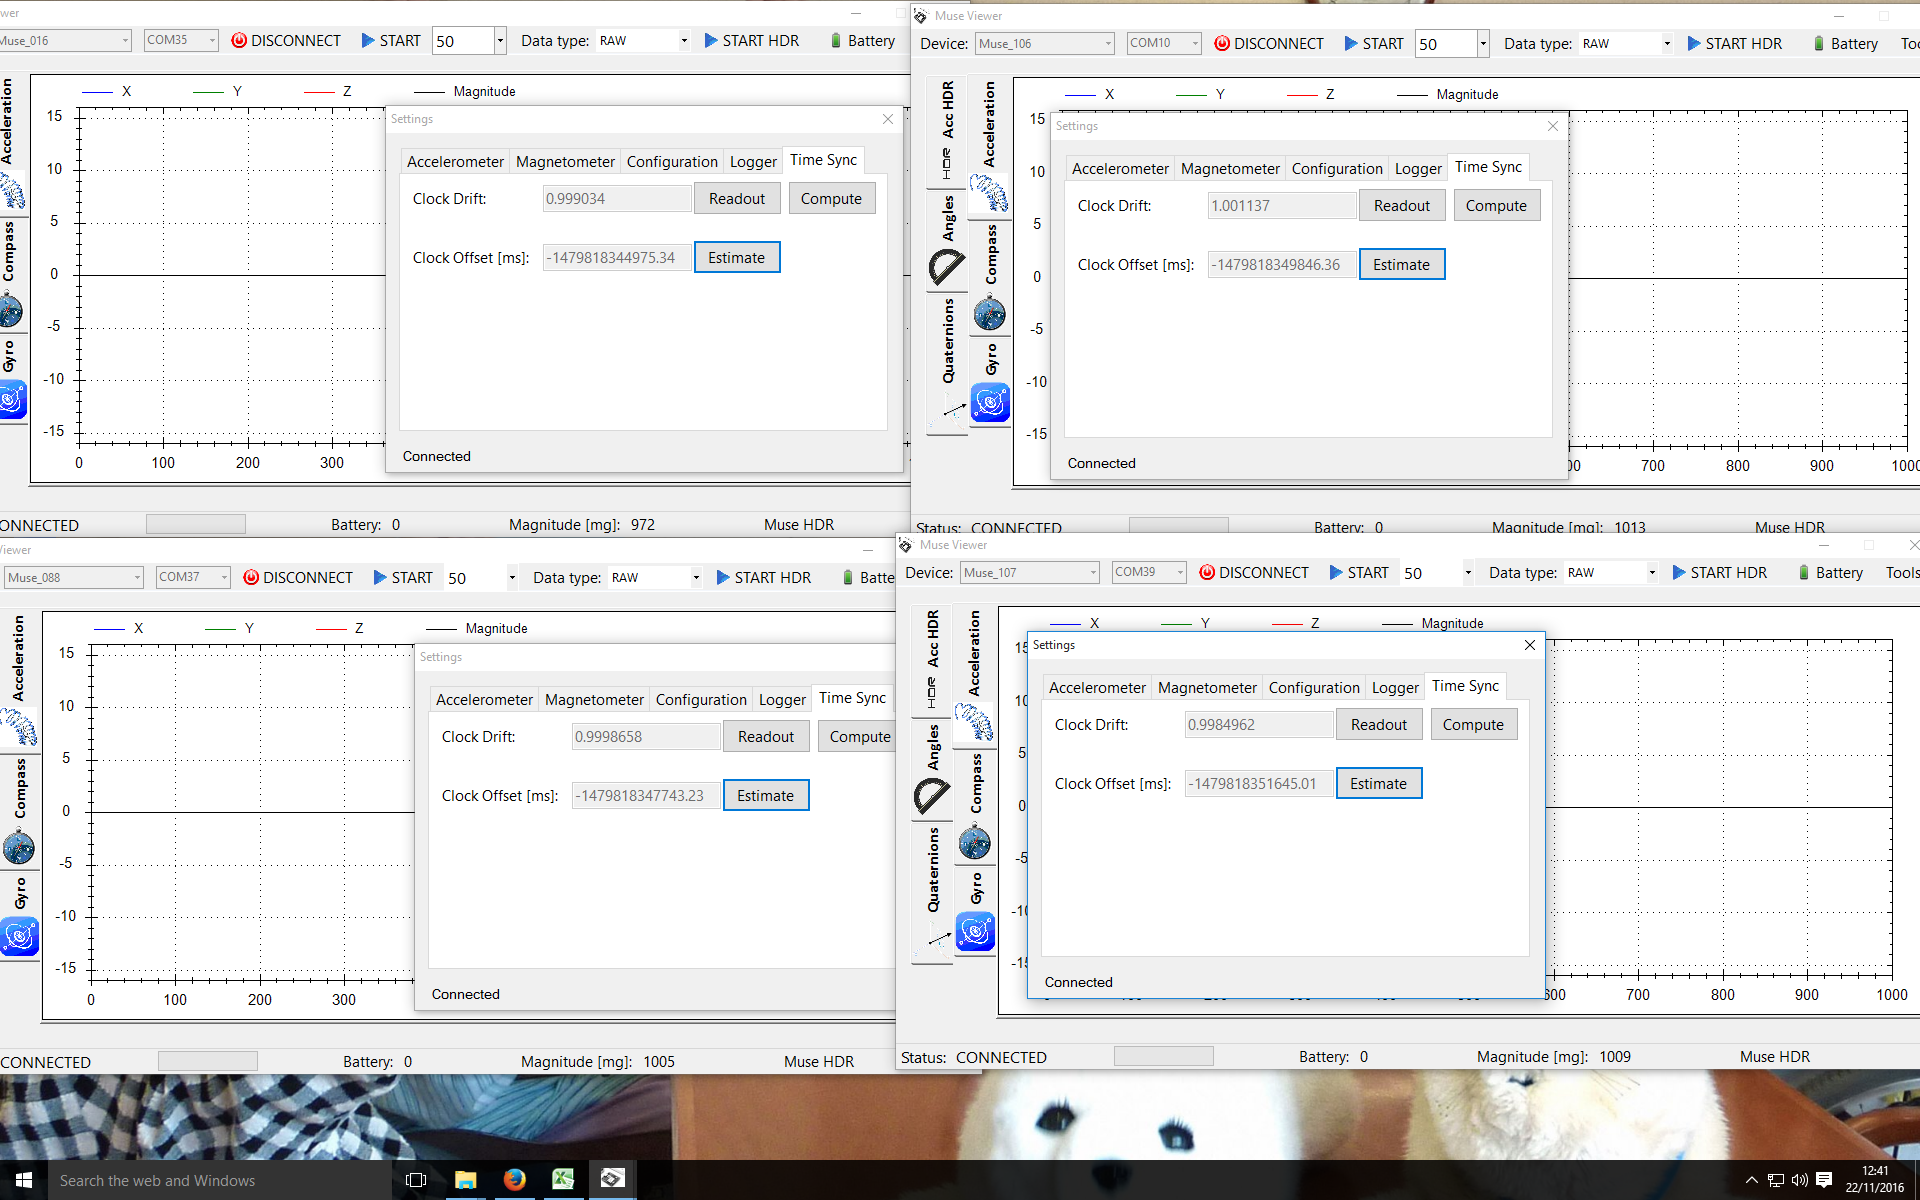 ewer
Muse_016 COM35 DISCONNECT START 50 Data type: RAW START HDR Battery
X Y Z Magnitude
Acceleration
Compass
Gyro
15
10
5
0
-5
-10
-15
0 100 200 300
Settings
Accelerometer Magnetometer Configuration Logger Time Sync
Clock Drift: 0.999034 Readout Compute
Clock Offset [ms]: -1479818344975.34 Estimate
Connected
ONNECTED Battery: 0 Magnitude [mg]: 972 Muse HDR
Muse Viewer
Device: Muse_106 COM10 DISCONNECT START 50 Data type: RAW START HDR Battery Too
X Y Z Magnitude
HDR Acc HDR
Angles
Quaternions
Acceleration
Compass
Gyro
15
10
5
0
-5
-10
-15
00 700 800 900 1000
Settings
Accelerometer Magnetometer Configuration Logger Time Sync
Clock Drift: 1.001137 Readout Compute
Clock Offset [ms]: -1479818349846.36 Estimate
Connected
Status: CONNECTED Battery: 0 Magnitude [mg]: 1013 Muse HDR
Viewer
Muse_088 COM37 DISCONNECT START 50 Data type: RAW START HDR Batte
X Y Z Magnitude
Acceleration
Compass
Gyro
15
10
5
0
-5
-10
-15
0 100 200 300
Settings
Accelerometer Magnetometer Configuration Logger Time Sync
Clock Drift: 0.9998658 Readout Compute
Clock Offset [ms]: -1479818347743.23 Estimate
Connected
CONNECTED Battery: 0 Magnitude [mg]: 1005 Muse HDR
Muse Viewer
Device: Muse_107 COM39 DISCONNECT START 50 Data type: RAW START HDR Battery Tools
X Y Z Magnitude
HDR Acc HDR
Angles
Quaternions
Acceleration
Compass
Gyro
15
10
5
0
-5
-10
-15
600 700 800 900 1000
Settings
Accelerometer Magnetometer Configuration Logger Time Sync
Clock Drift: 0.9984962 Readout Compute
Clock Offset [ms]: -1479818351645.01 Estimate
Connected
Status: CONNECTED Battery: 0 Magnitude [mg]: 1009 Muse HDR
Search the web and Windows
12:41
22/11/2016